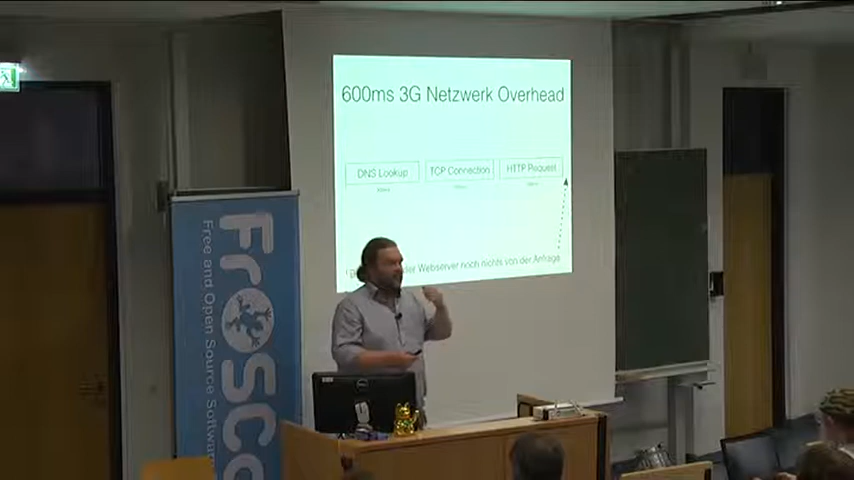 600ms 3G Netzwerk Overhead
DNS Lookup
TCP Connection
HTTP Request
der Webserver noch nichts von der Anfrage
FrOSCo
Free and Open Source Software